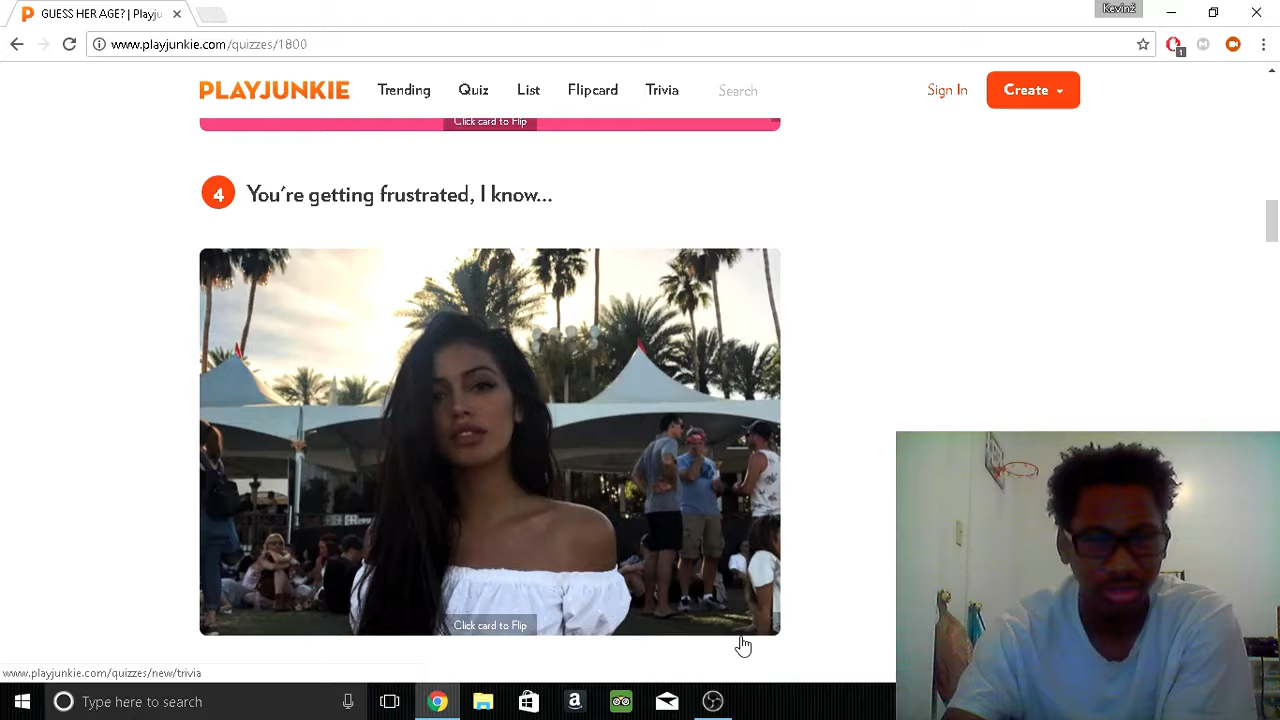 GUESS HER AGE? | Playju
Kevinž
www.playjunkie.com/quizzes/1800
1
PLAYJUNKIE Trending Quiz List Flipcard Trivia Search Sign In Create
Click card to Flip
4 You're getting frustrated, I know...
Click card to Flip
www.playjunkie.com/quizzes/new/trivia
Type here to search